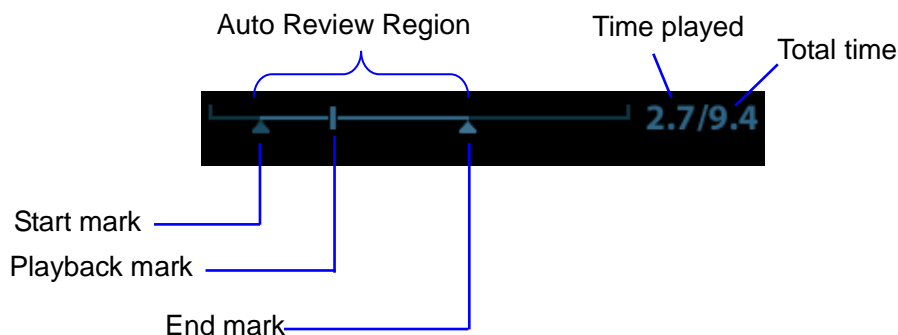 Auto Review Region
Time played
Total time
2.7/9.4
Start mark
Playback mark
End mark